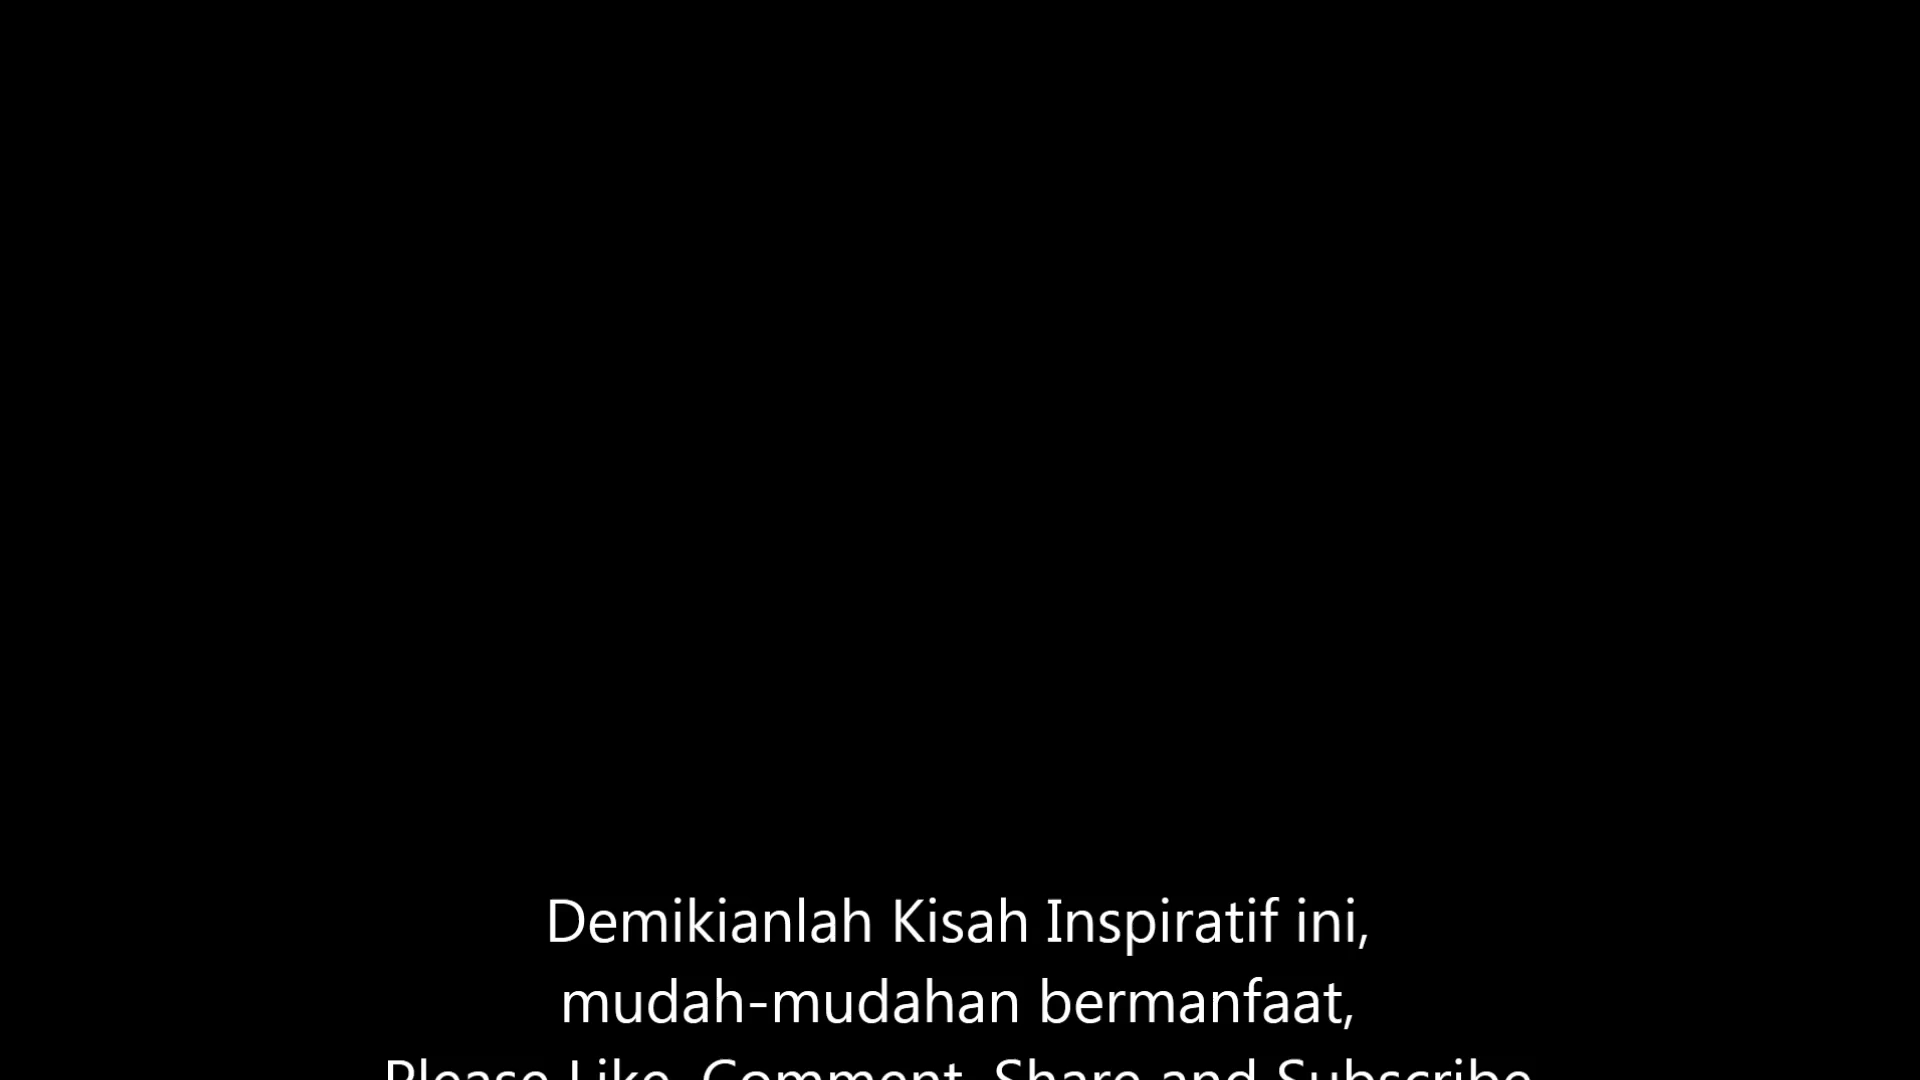 Demikianlah Kisah Inspiratif ini,
mudah-mudahan bermanfaat,
Please Like, Comment, Share and Subscribe